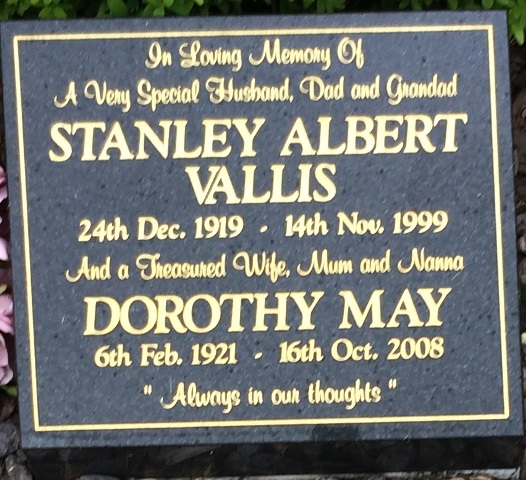 In Loving Memory Of
A Very Special Husband, Dad and Grandad
STANLEY ALBERT
VALLIS
24th Dec. 1919 - 14th Nov. 1999
And a Treasured Wife, Mum and Nanna
DOROTHY MAY
6th Feb. 1921 - 16th Oct. 2008
" Always in our thoughts "